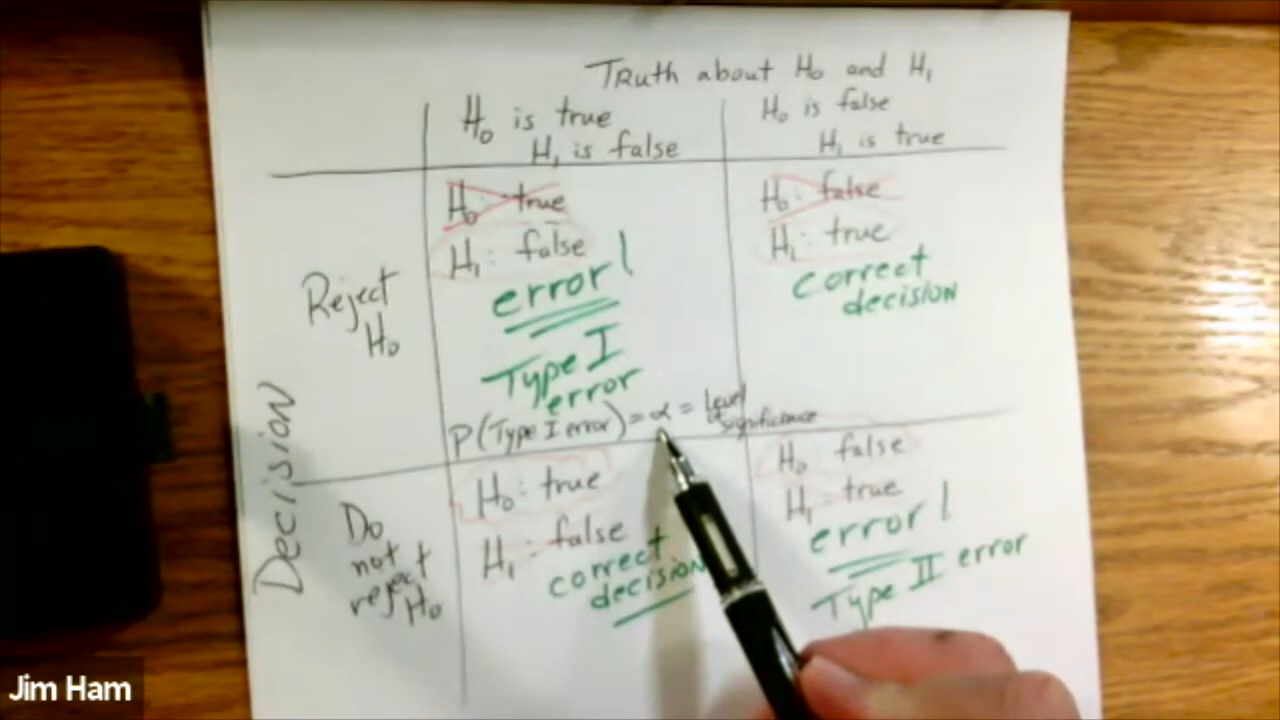 Truth about H₀ and H₁
H₀ is true
H₁ is false
H₀ is false
H₁ is true
Decision
Reject
H₀
H₀: true
H₁: false
error!
Type I
error
P(Type I error) = α = level
of
significance
H₀: false
H₁: true
correct
decision
Do
not
reject
H₀
H₀: true
H₁: false
correct
decision
H₀ false
H₁ true
error!
Type II error
Jim Ham